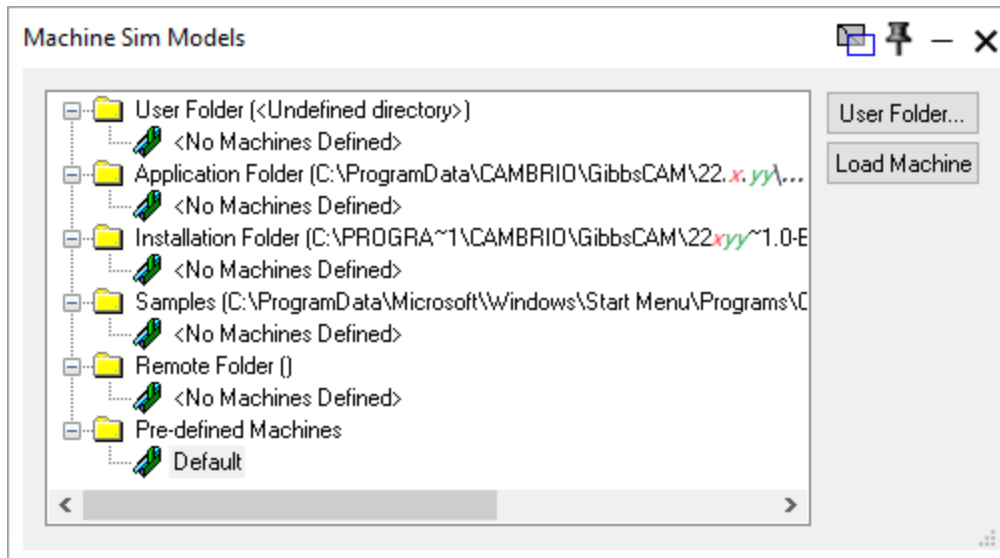 Machine Sim Models
User Folder (<Undefined directory>)
<No Machines Defined>
Application Folder (C:\ProgramData\CAMBRIO\GibbsCAM\22.x.yy\...
<No Machines Defined>
Installation Folder (C:\PROGRA~1\CAMBRIO\GibbsCAM\22xyy~1.0-E
<No Machines Defined>
Samples (C:\ProgramData\Microsoft\Windows\Start Menu\Programs\C
<No Machines Defined>
Remote Folder ()
<No Machines Defined>
Pre-defined Machines
Default
User Folder...
Load Machine